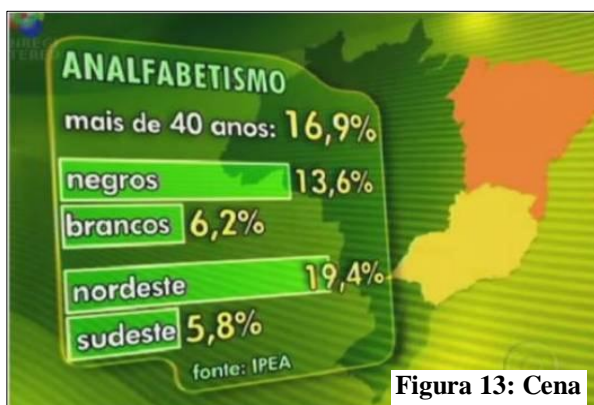 ANALFABETISMO
mais de 40 anos: 16,9%
negros 13,6%
brancos 6,2%
nordeste 19,4%
sudeste 5,8%
fonte: IPEA
Figura 13: Cena